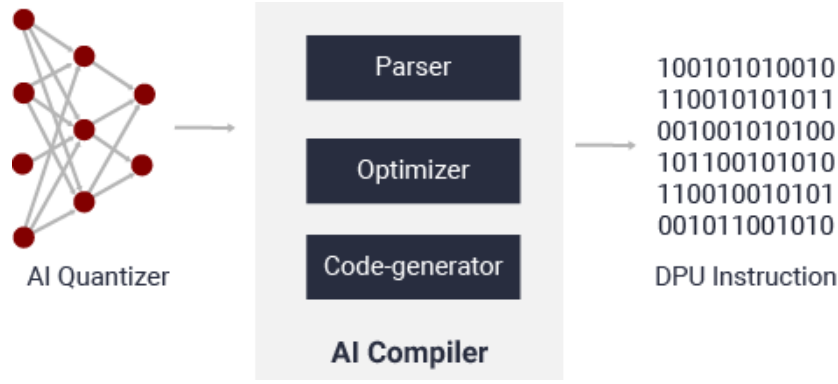 AI Quantizer
Parser
Optimizer
Code-generator
AI Compiler
100101010010
110010101011
001001010100
101100101010
110010010101
001011001010
DPU Instruction